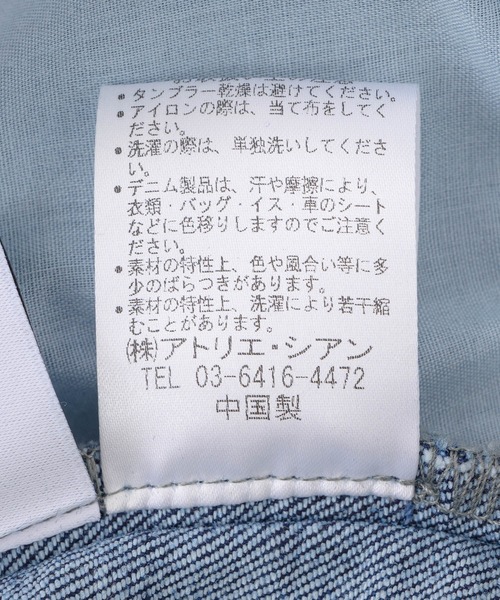 ● タンブラー乾燥は避けてください。
● アイロンの際は、当て布をしてく
ださい。
● 洗濯の際は、単独洗いしてくださ
い。
● デニム製品は、汗や摩擦により、
衣類・バッグ・イス・車のシート
などに色移りしますのでご注意く
ださい。
● 素材の特性上、色や風合い等に多
少のばらつきがあります。
● 素材の特性上、洗濯により若干縮
むことがあります。
(株)アトリエ・シアン
TEL 03-6416-4472
中国製